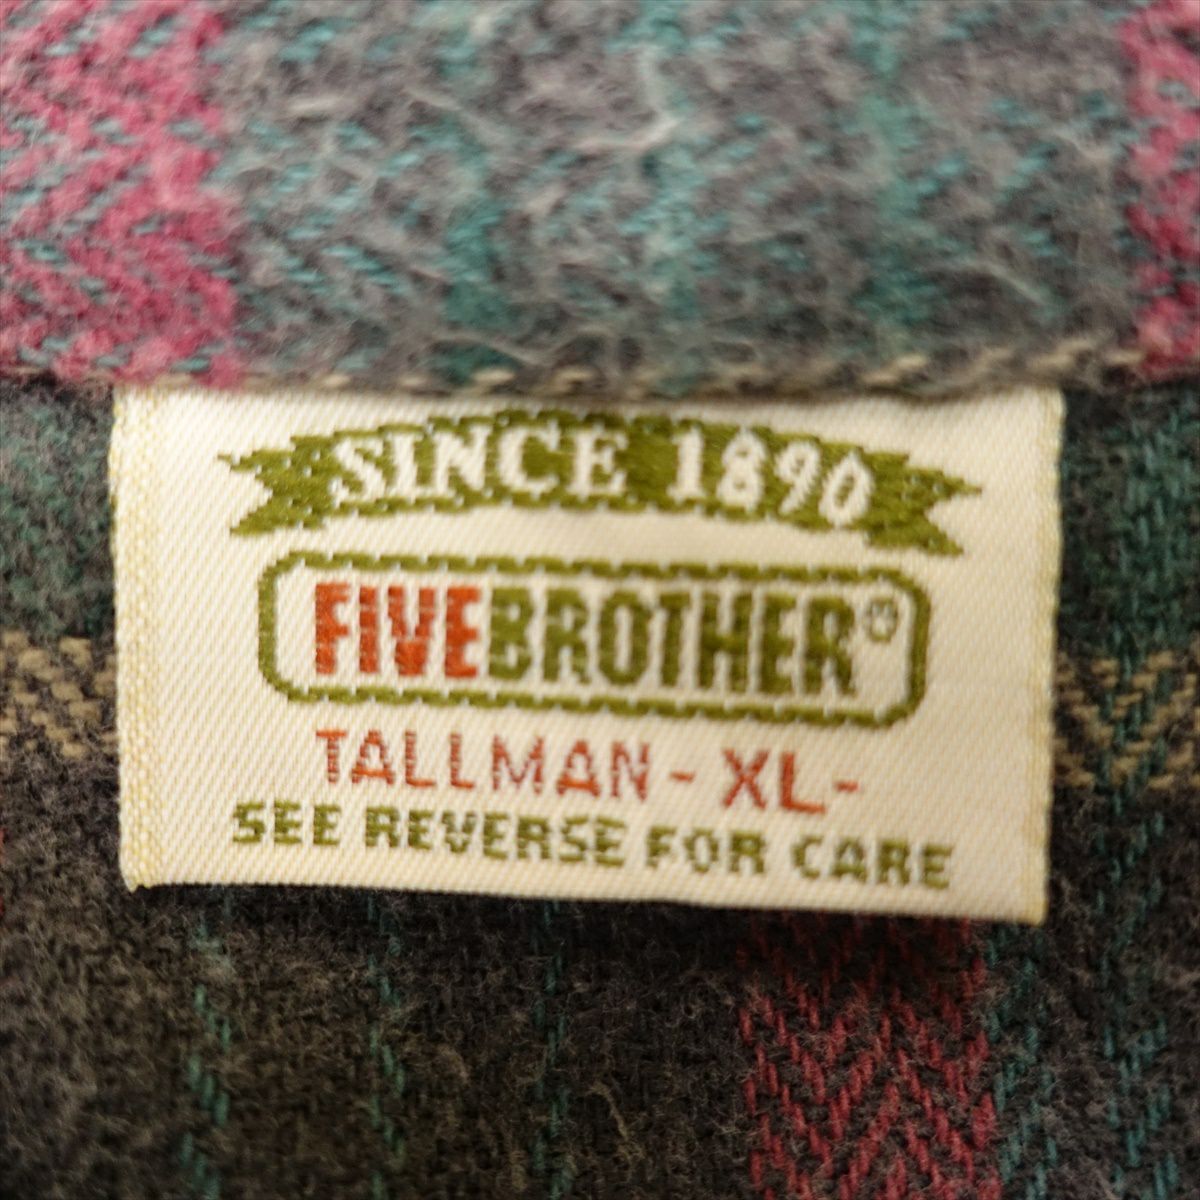 SINCE 1890
FIVEBROTHER®
TALLMAN - XL-
SEE REVERSE FOR CARE